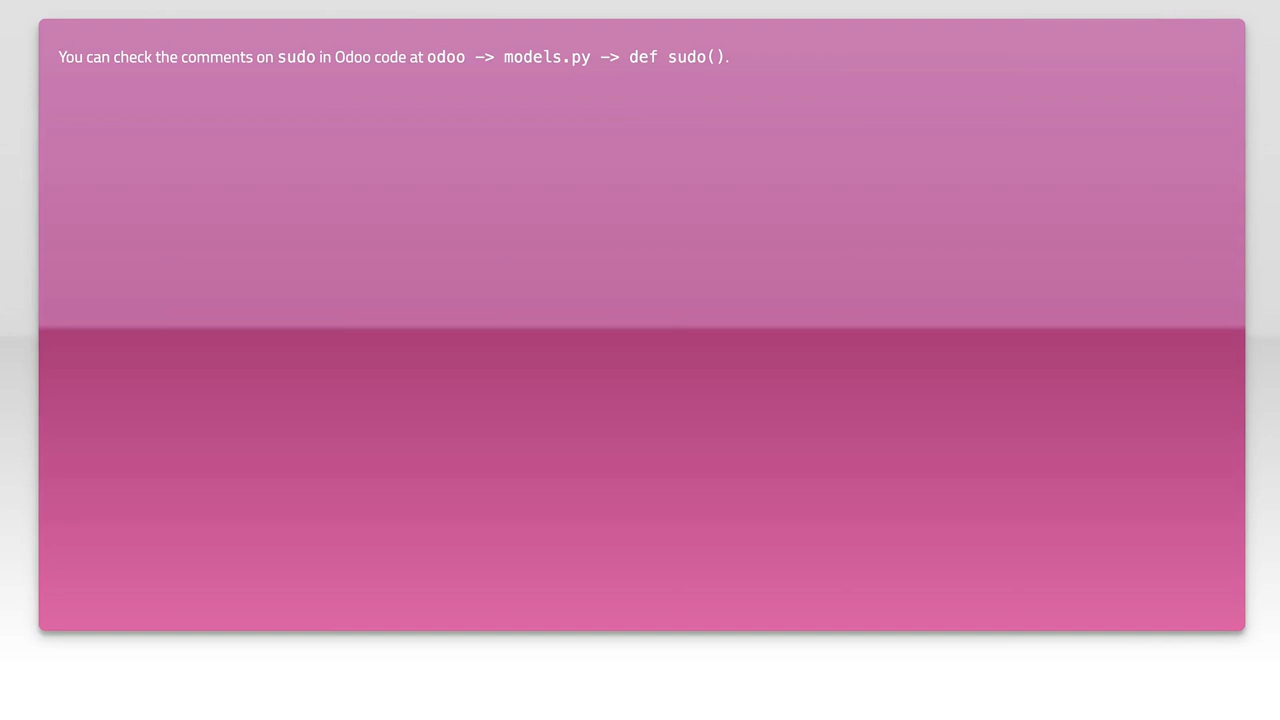 You can check the comments on sudo in Odoo code at odoo -> models.py -> def sudo().